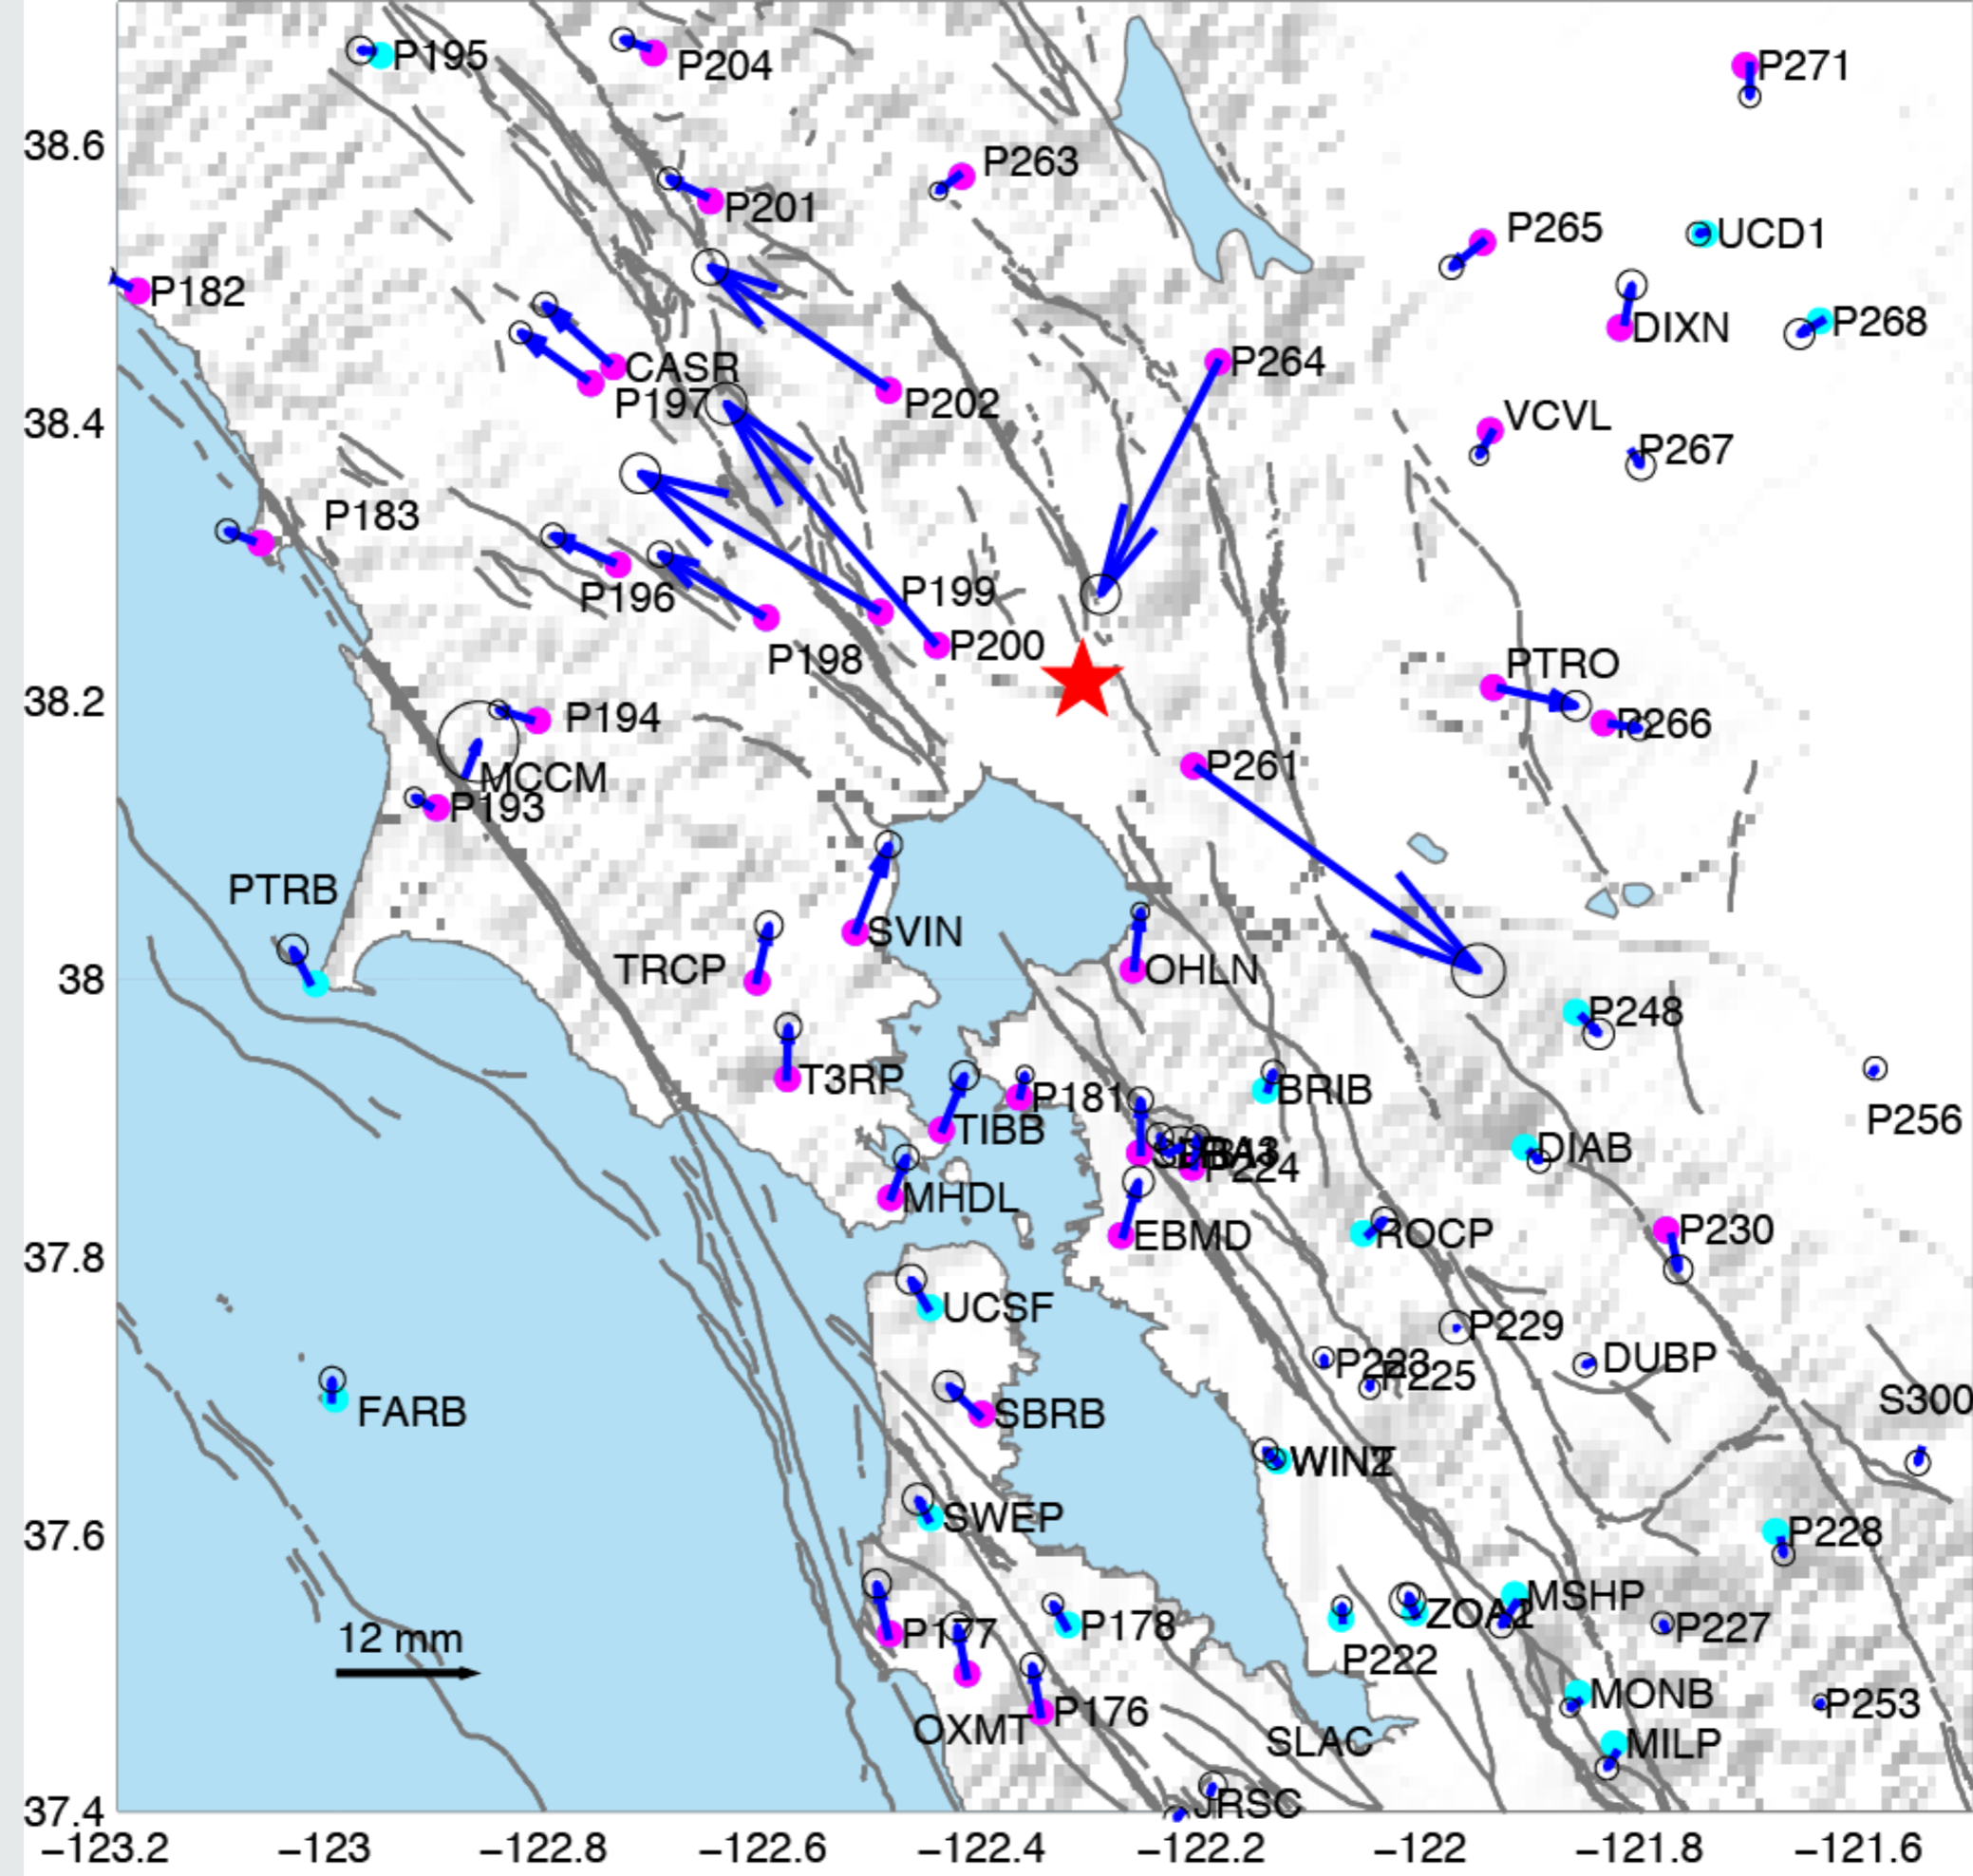 P195
P204
P271
38.6
P263
P201
P265
UCD1
P182
DIXN
P268
CASR
P264
P197
P202
VCVL
38.4
P267
P183
P199
P196
P200
P198
PTRO
38.2
P194
P266
MCCM
P261
P193
PTRB
SVIN
TRCP
OHLN
38
P248
T3RP
P181
BRIB
P256
TIBB
DIAB
P224
MHDL
EBMD
ROCP
P230
37.8
UCSF
P229
P223
DUBP
P225
FARB
SBRB
S300
WINT
SWEP
37.6
P228
MSHP
12 mm
P177
P178
ZOA2
P227
P222
OXMT
P176
MONB
P253
SLAC
MILP
JRSC
37.4
−123.2
−123
−122.8
−122.6
−122.4
−122.2
−122
−121.8
−121.6